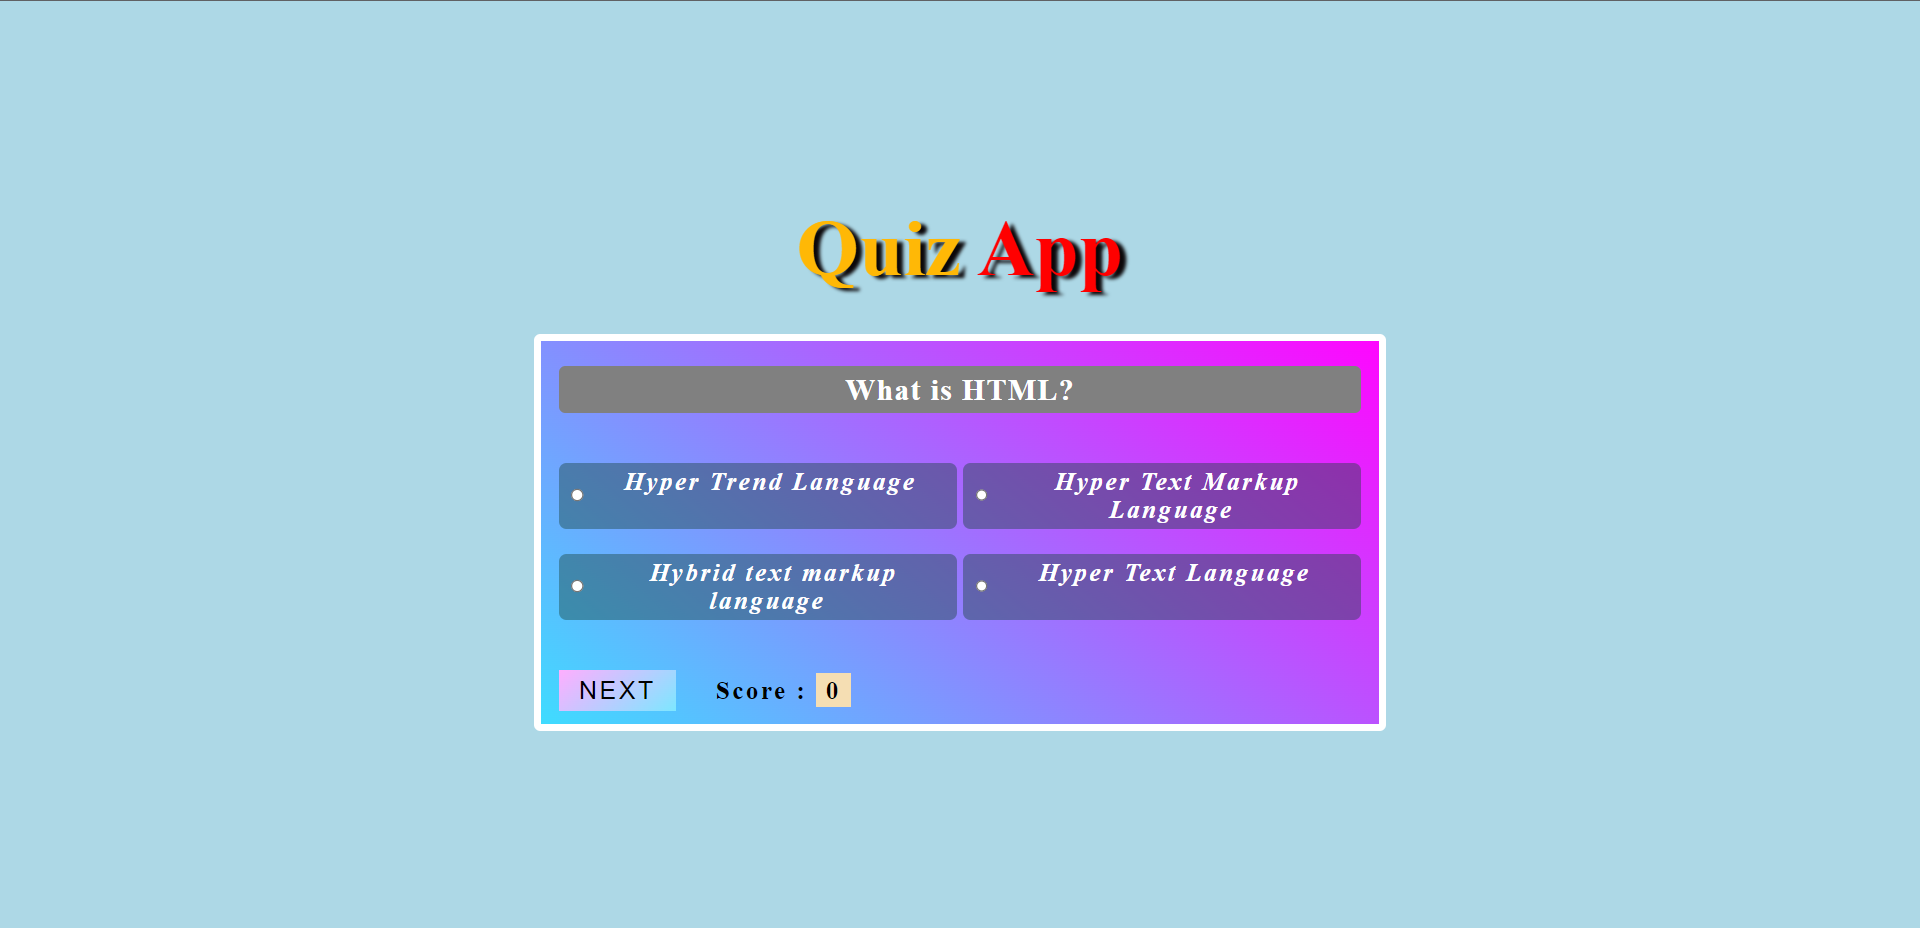 Quiz App
What is HTML?
Hyper Trend Language
Hyper Text Markup
Language
Hybrid text markup
language
Hyper Text Language
NEXT
Score : 0